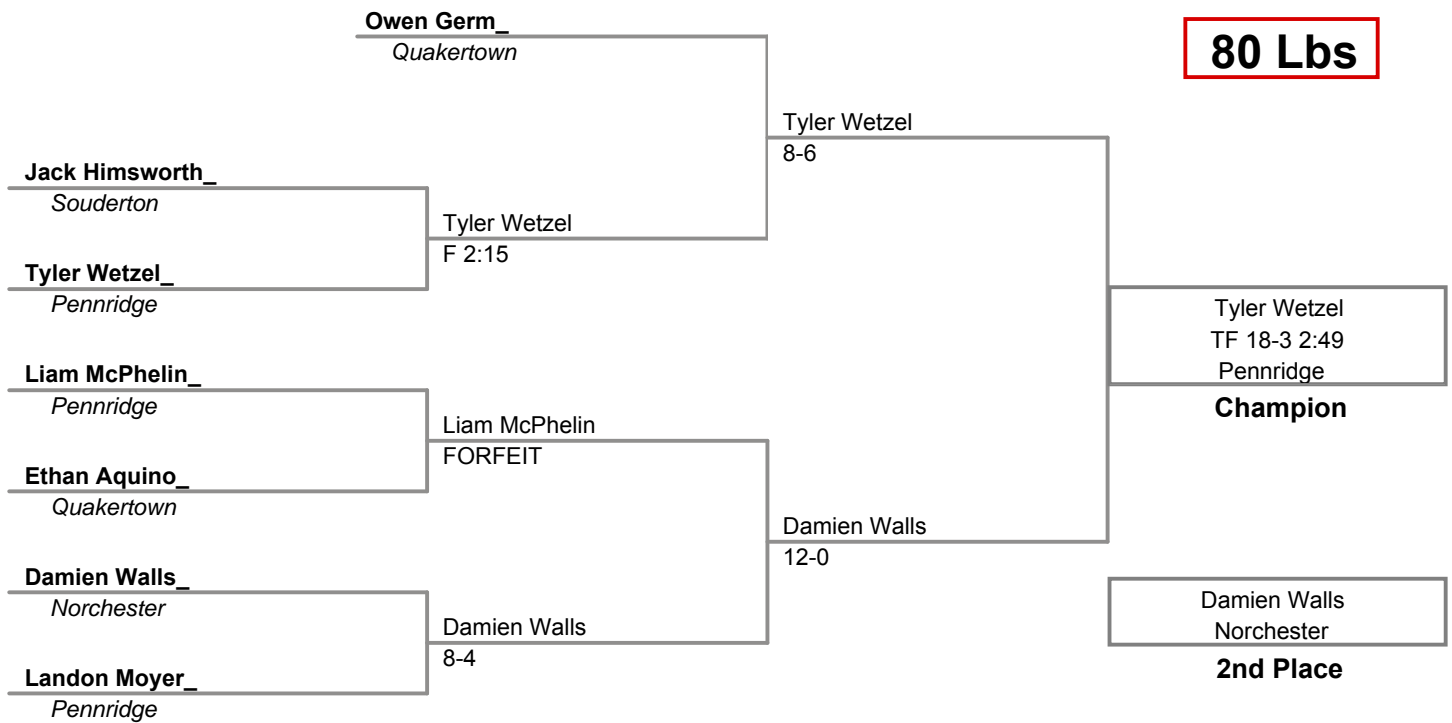 Owen Germ_
Quakertown
80 Lbs
Tyler Wetzel
8-6
Jack Himsworth_
Souderton
Tyler Wetzel
F 2:15
Tyler Wetzel_
Pennridge
Tyler Wetzel
TF 18-3 2:49
Pennridge
Champion
Liam McPhelin_
Pennridge
Liam McPhelin
FORFEIT
Ethan Aquino_
Quakertown
Damien Walls
12-0
Damien Walls_
Norchester
Damien Walls
8-4
Damien Walls
Norchester
2nd Place
Landon Moyer_
Pennridge